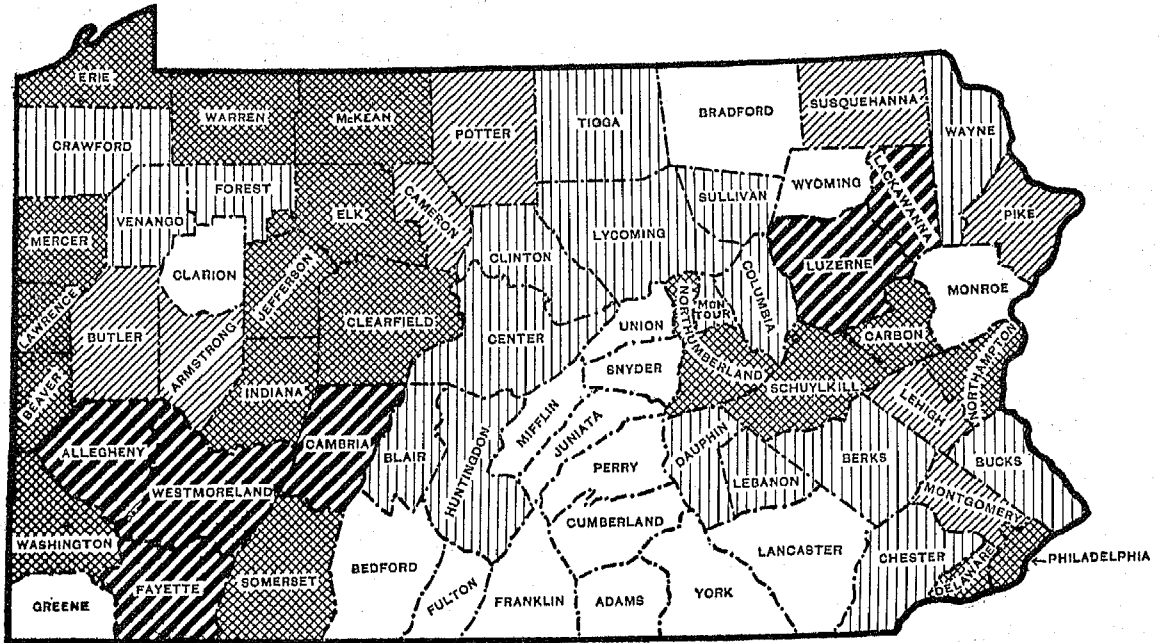 ERIE
WARREN
McKEAN
POTTER
TIOGA
BRADFORD
SUSQUEHANNA
WAYNE
CRAWFORD
FOREST
VENANGO
ELK
CAMERON
SULLIVAN
WYOMING
LACKAWANNA
PIKE
MERCER
CLARION
JEFFERSON
CLINTON
LYCOMING
COLUMBIA
LUZERNE
MONROE
LAWRENCE
BUTLER
ARMSTRONG
CLEARFIELD
CENTER
UNION
MON
TOUR
NORTHUMBERLAND
CARBON
BEAVER
INDIANA
SNYDER
SCHUYLKILL
LEHIGH
NORTHAMPTON
ALLEGHENY
CAMBRIA
BLAIR
HUNTINGDON
MIFFLIN
JUNIATA
PERRY
DAUPHIN
LEBANON
BERKS
BUCKS
WESTMORELAND
CUMBERLAND
MONTGOMERY
WASHINGTON
LANCASTER
CHESTER
DELAWARE
PHILADELPHIA
GREENE
FAYETTE
SOMERSET
BEDFORD
FULTON
FRANKLIN
ADAMS
YORK